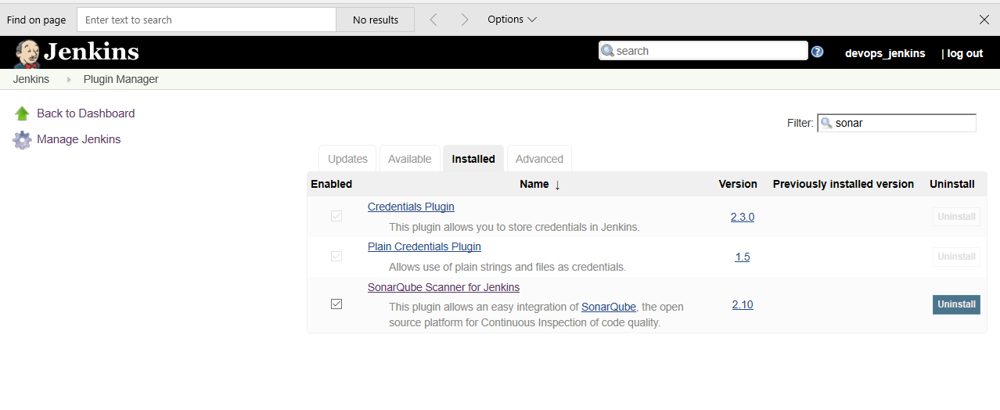 Find on page Enter text to search No results Options
Jenkins search devops_jenkins | log out
Jenkins Plugin Manager
Back to Dashboard
Manage Jenkins
Filter: sonar
Updates Available Installed Advanced
Enabled Name ↓ Version Previously installed version Uninstall
Credentials Plugin
This plugin allows you to store credentials in Jenkins.
2.3.0 Uninstall
Plain Credentials Plugin
Allows use of plain strings and files as credentials.
1.5 Uninstall
SonarQube Scanner for Jenkins
This plugin allows an easy integration of SonarQube, the open
source platform for Continuous Inspection of code quality.
2.10 Uninstall